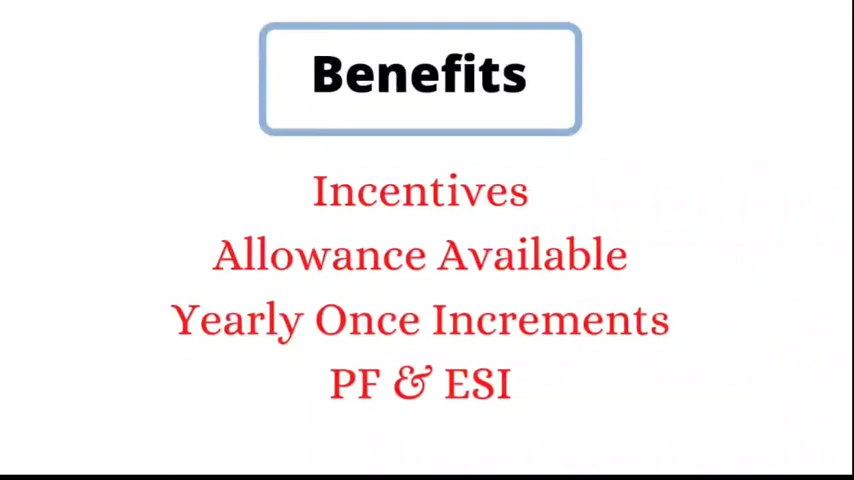 Benefits
Incentives
Allowance Available
Yearly Once Increments
PF & ESI